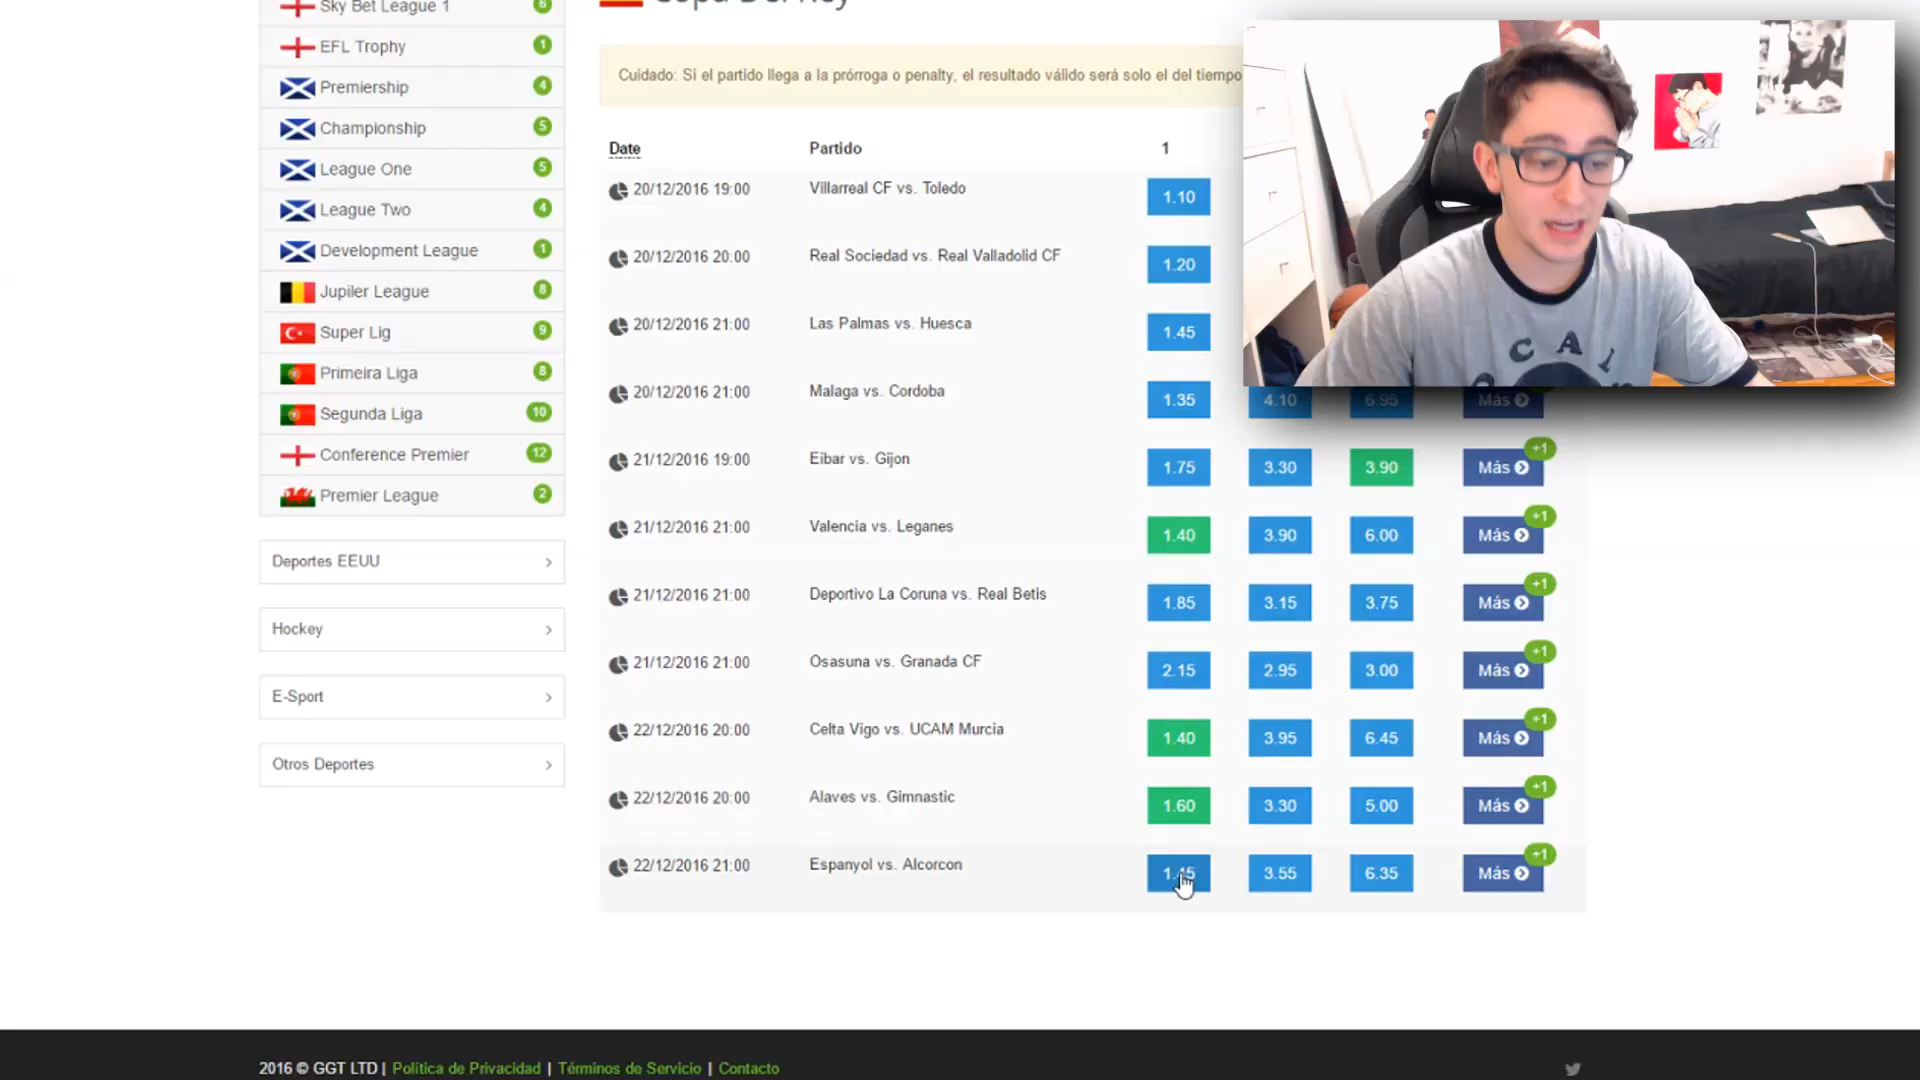 Sky Bet League 1 6
EFL Trophy 1
Premiership 4
Championship 5
League One 5
League Two 4
Development League 1
Jupiler League 8
Super Lig 9
Primeira Liga 8
Segunda Liga 10
Conference Premier 12
Premier League 2
Deportes EEUU
Hockey
E-Sport
Otros Deportes
Copa Del Rey
Cuidado: Si el partido llega a la prórroga o penalty, el resultado válido será solo el del tiempo
Date Partido 1
20/12/2016 19:00 Villarreal CF vs. Toledo 1.10
20/12/2016 20:00 Real Sociedad vs. Real Valladolid CF 1.20
20/12/2016 21:00 Las Palmas vs. Huesca 1.45
20/12/2016 21:00 Malaga vs. Cordoba 1.35 4.10 6.95 Más
21/12/2016 19:00 Eibar vs. Gijon 1.75 3.30 3.90 Más +1
21/12/2016 21:00 Valencia vs. Leganes 1.40 3.90 6.00 Más +1
21/12/2016 21:00 Deportivo La Coruna vs. Real Betis 1.85 3.15 3.75 Más +1
21/12/2016 21:00 Osasuna vs. Granada CF 2.15 2.95 3.00 Más +1
22/12/2016 20:00 Celta Vigo vs. UCAM Murcia 1.40 3.95 6.45 Más +1
22/12/2016 20:00 Alaves vs. Gimnastic 1.60 3.30 5.00 Más +1
22/12/2016 21:00 Espanyol vs. Alcorcon 1.45 3.55 6.35 Más +1
CAI
2016 © GGT LTD | Política de Privacidad | Términos de Servicio | Contacto